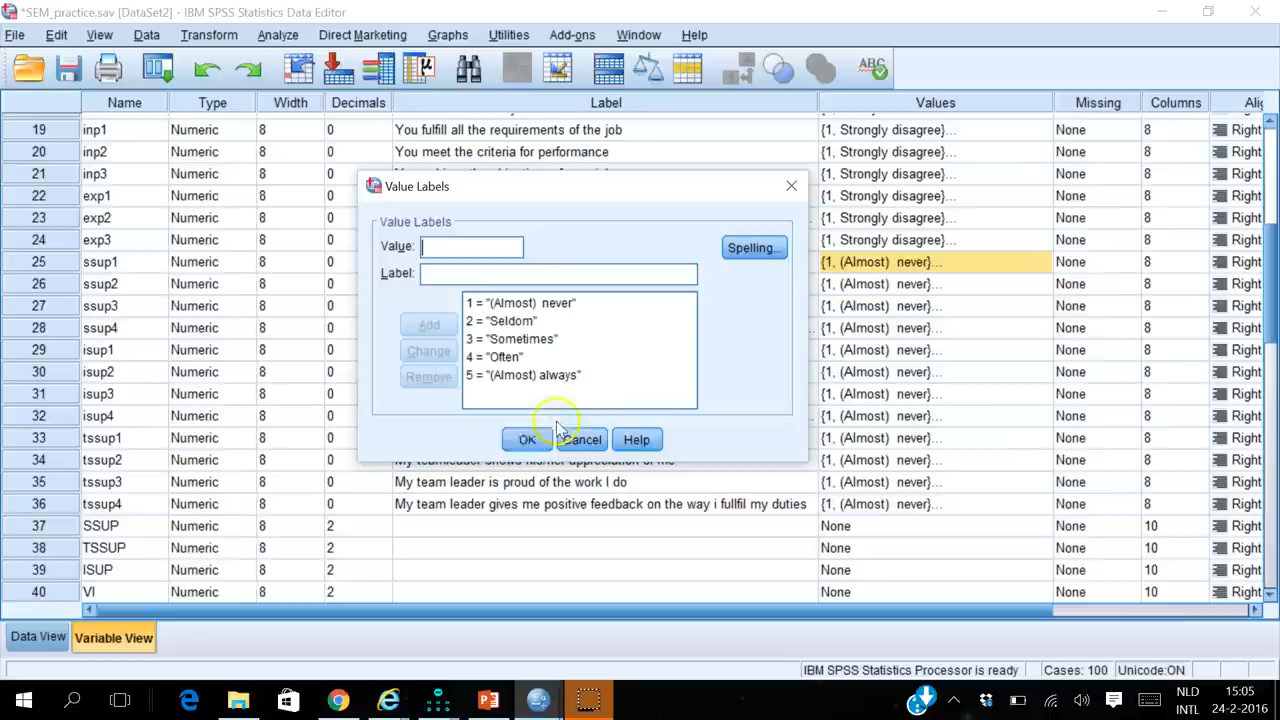 *SEM_practice.sav [DataSet2] - IBM SPSS Statistics Data Editor
File Edit View Data Transform Analyze Direct Marketing Graphs Utilities Add-ons Window Help
Name Type Width Decimals Label Values Missing Columns Alig
19 inp1 Numeric 8 0 You fulfill all the requirements of the job {1, Strongly disagree}... None 8 Right
20 inp2 Numeric 8 0 You meet the criteria for performance {1, Strongly disagree}... None 8 Right
21 inp3 Numeric 8 0 {1, Strongly disagree}... None 8 Right
22 exp1 Numeric 8 0 {1, Strongly disagree}... None 8 Right
23 exp2 Numeric 8 0 {1, Strongly disagree}... None 8 Right
24 exp3 Numeric 8 0 {1, Strongly disagree}... None 8 Right
25 ssup1 Numeric 8 0 {1, (Almost) never}... None 8 Right
26 ssup2 Numeric 8 0 {1, (Almost) never}... None 8 Right
27 ssup3 Numeric 8 0 {1, (Almost) never}... None 8 Right
28 ssup4 Numeric 8 0 {1, (Almost) never}... None 8 Right
29 isup1 Numeric 8 0 {1, (Almost) never}... None 8 Right
30 isup2 Numeric 8 0 {1, (Almost) never}... None 8 Right
31 isup3 Numeric 8 0 {1, (Almost) never}... None 8 Right
32 isup4 Numeric 8 0 {1, (Almost) never}... None 8 Right
33 tssup1 Numeric 8 0 {1, (Almost) never}... None 8 Right
34 tssup2 Numeric 8 0 My teamleader shows his/her appreciation of me {1, (Almost) never}... None 8 Right
35 tssup3 Numeric 8 0 My team leader is proud of the work I do {1, (Almost) never}... None 8 Right
36 tssup4 Numeric 8 0 My team leader gives me positive feedback on the way i fullfil my duties {1, (Almost) never}... None 8 Right
37 SSUP Numeric 8 2 None None 10 Right
38 TSSUP Numeric 8 2 None None 10 Right
39 ISUP Numeric 8 2 None None 10 Right
40 VI Numeric 8 2 None None 10 Right
Value Labels
Value Labels
Value: Spelling...
Label:
1 = "(Almost) never"
2 = "Seldom"
3 = "Sometimes"
4 = "Often"
5 = "(Almost) always"
Add
Change
Remove
OK Cancel Help
Data View Variable View
IBM SPSS Statistics Processor is ready Cases: 100 Unicode:ON
NLD 15:05
INTL 24-2-2016